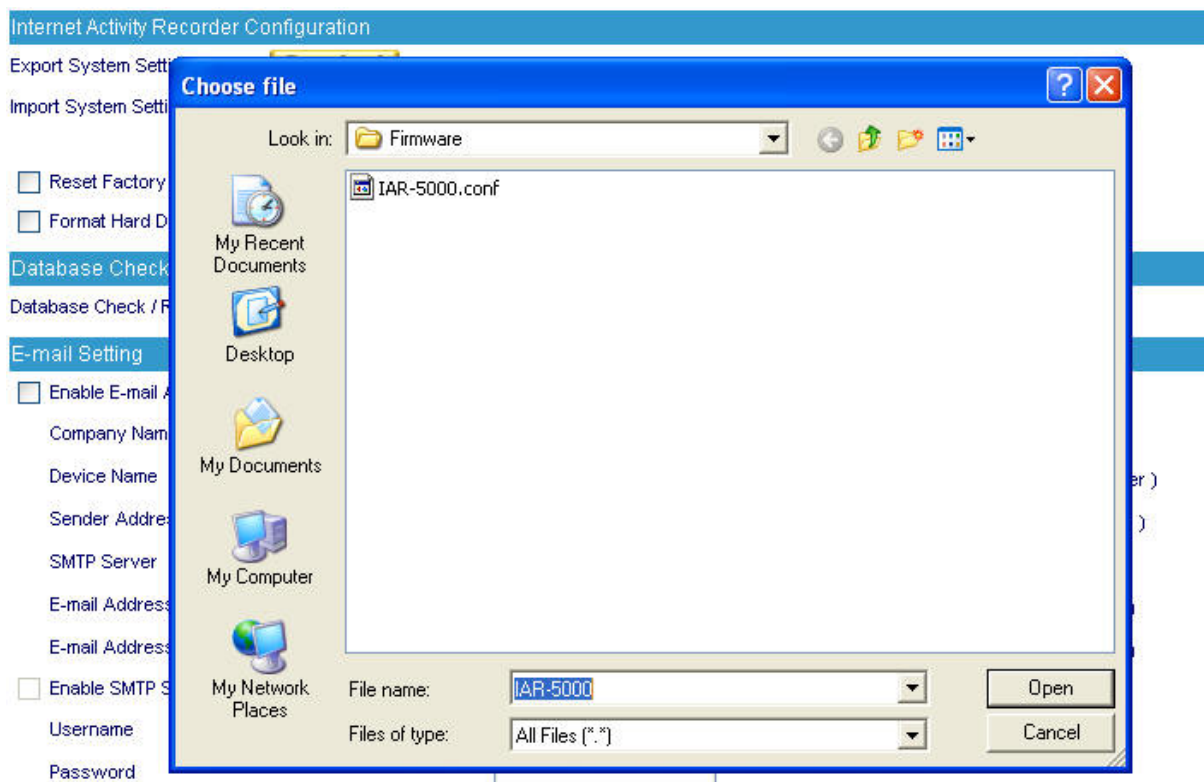 Internet Activity Recorder Configuration
Export System Setti
Choose file
Import System Setti
Look in: Firmware
IAR-5000.conf
Reset Factory
Format Hard D
My Recent
Documents
Database Check
Database Check / R
Desktop
E-mail Setting
Enable E-mail A
Company Nam
My Documents
Device Name
er )
Sender Addre
)
SMTP Server
My Computer
E-mail Address
E-mail Address
Enable SMTP S
My Network
Places
File name: IAR-5000 Open
Username
Files of type: All Files (*.*) Cancel
Password